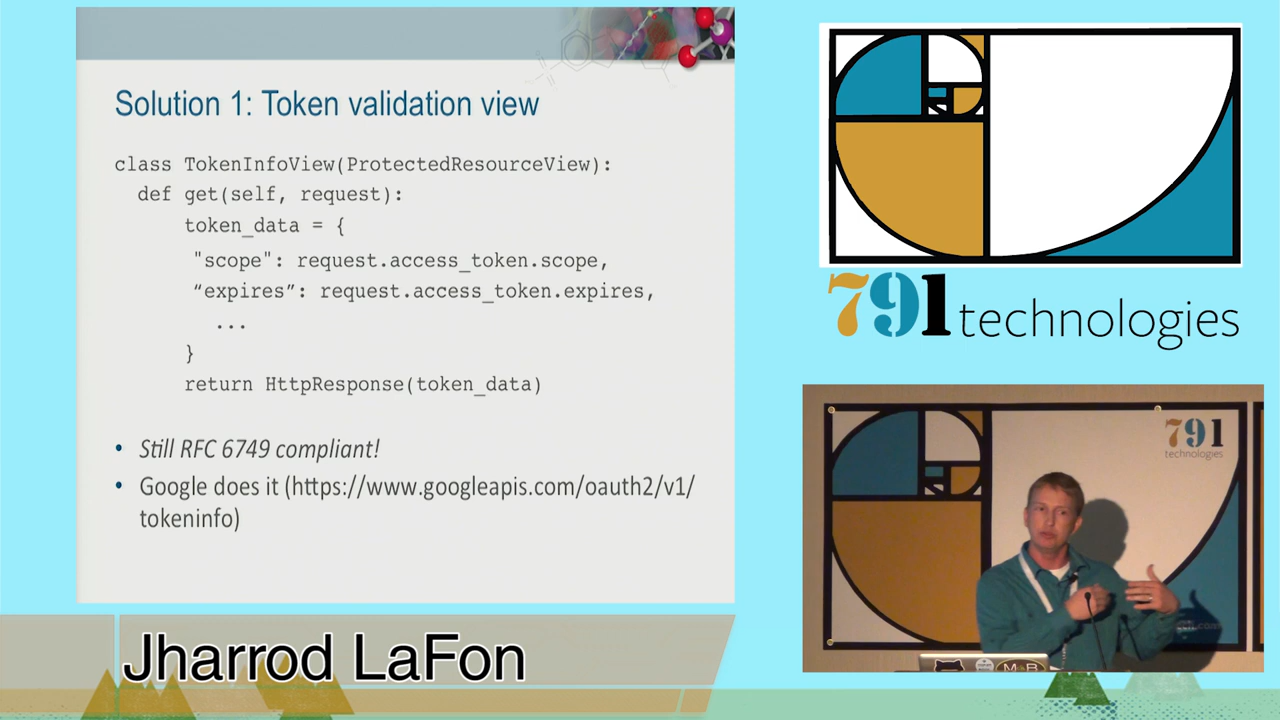 Solution 1: Token validation view
class TokenInfoView(ProtectedResourceView):
def get(self, request):
token_data = {
"scope": request.access_token.scope,
“expires”: request.access_token.expires,
...
}
return HttpResponse(token_data)
• Still RFC 6749 compliant!
• Google does it (https://www.googleapis.com/oauth2/v1/
tokeninfo)
Jharrod LaFon
791 technologies
791
technologies